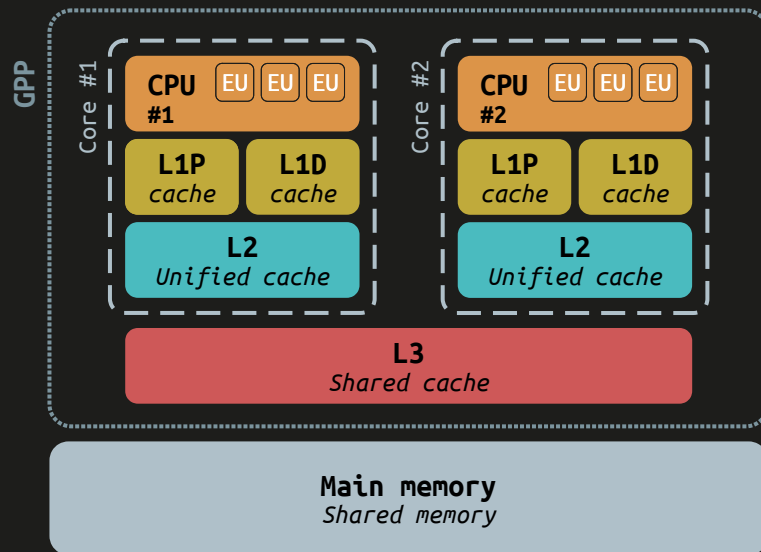 GPP
Core #1
CPU
#1
EU EU EU
L1P
cache
L1D
cache
L2
Unified cache
Core #2
CPU
#2
EU EU EU
L1P
cache
L1D
cache
L2
Unified cache
L3
Shared cache
Main memory
Shared memory